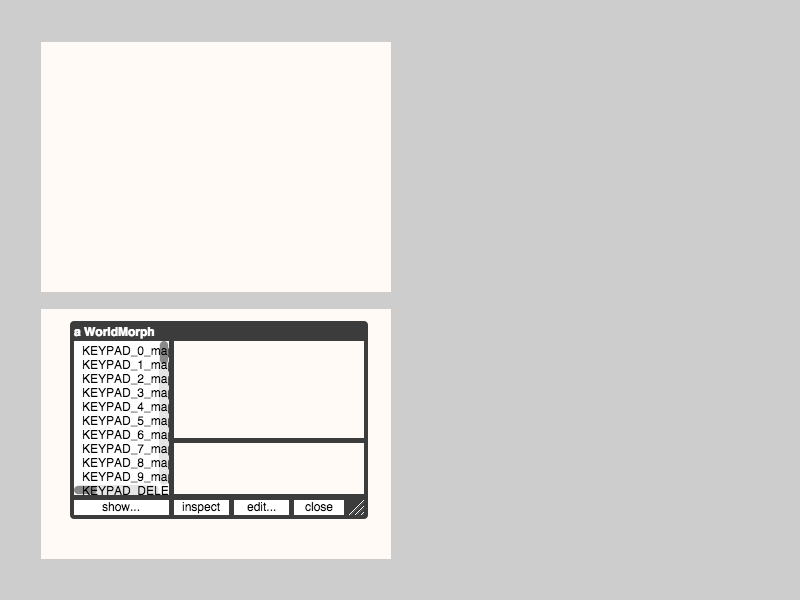 a WorldMorph
KEYPAD_0_ma
KEYPAD_1_ma
KEYPAD_2_ma
KEYPAD_3_ma
KEYPAD_4_ma
KEYPAD_5_ma
KEYPAD_6_ma
KEYPAD_7_ma
KEYPAD_8_ma
KEYPAD_9_ma
KEYPAD_DELE
show... inspect edit... close